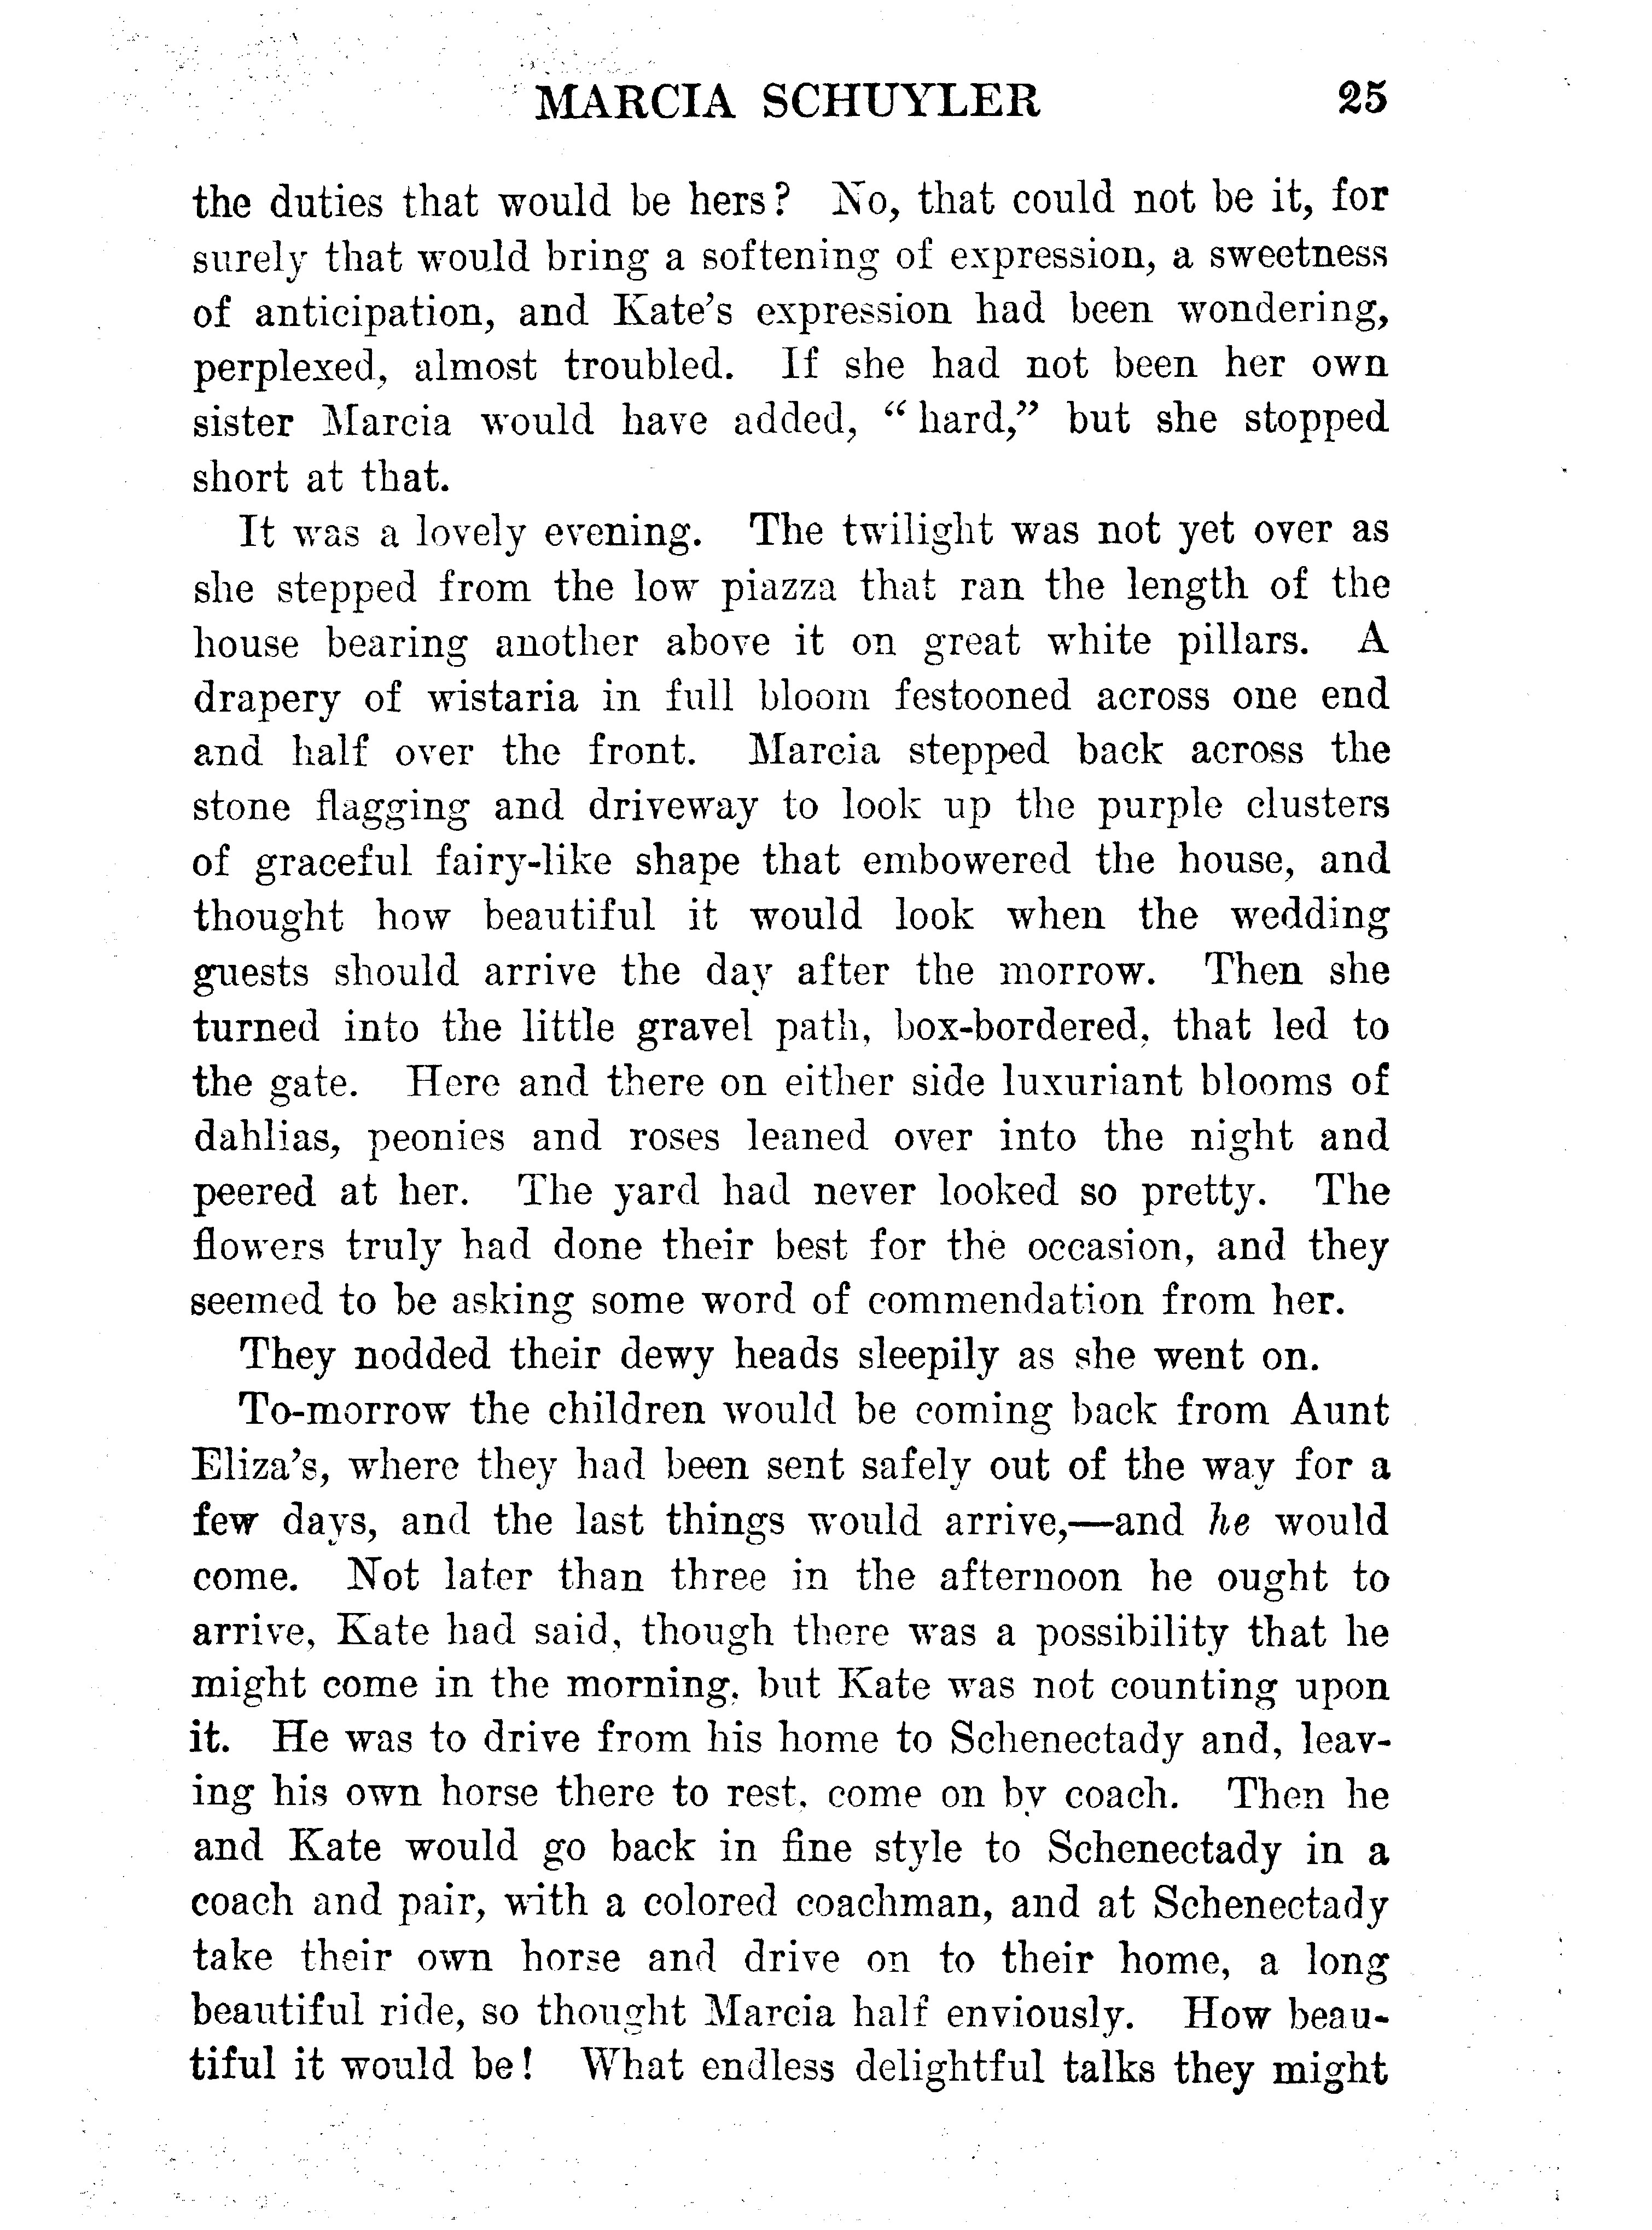 MARCIA SCHUYLER 25
the duties that would be hers? No, that could not be it, for
surely that would bring a softening of expression, a sweetness
of anticipation, and Kate's expression had been wondering,
perplexed, almost troubled. If she had not been her own
sister Marcia would have added, "hard," but she stopped
short at that.
It was a lovely evening. The twilight was not yet over as
she stepped from the low piazza that ran the length of the
house bearing another above it on great white pillars. A
drapery of wistaria in full bloom festooned across one end
and half over the front. Marcia stepped back across the
stone flagging and driveway to look up the purple clusters
of graceful fairy-like shape that embowered the house, and
thought how beautiful it would look when the wedding
guests should arrive the day after the morrow. Then she
turned into the little gravel path, box-bordered, that led to
the gate. Here and there on either side luxuriant blooms of
dahlias, peonies and roses leaned over into the night and
peered at her. The yard had never looked so pretty. The
flowers truly had done their best for the occasion, and they
seemed to be asking some word of commendation from her.
They nodded their dewy heads sleepily as she went on.
To-morrow the children would be coming back from Aunt
Eliza's, where they had been sent safely out of the way for a
few days, and the last things would arrive,—and he would
come. Not later than three in the afternoon he ought to
arrive, Kate had said, though there was a possibility that he
might come in the morning, but Kate was not counting upon
it. He was to drive from his home to Schenectady and, leav-
ing his own horse there to rest, come on by coach. Then he
and Kate would go back in fine style to Schenectady in a
coach and pair, with a colored coachman, and at Schenectady
take their own horse and drive on to their home, a long
beautiful ride, so thought Marcia half enviously. How beau-
tiful it would be! What endless delightful talks they might